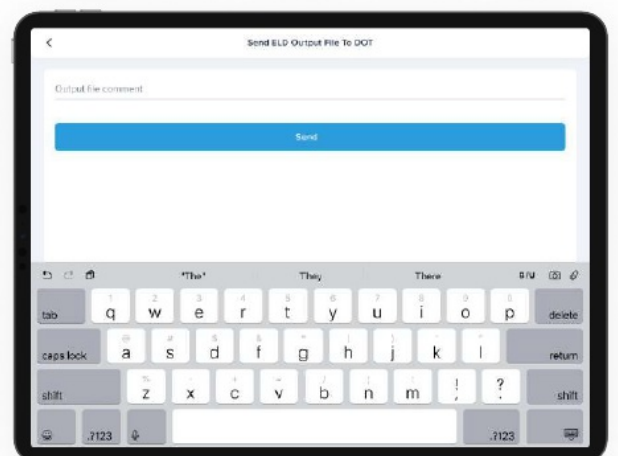 Send ELD Output File To DOT
Output file comment
Send
"The" They There
tab q w e r t y u i o p delete
caps lock a s d f g h j k l return
shift z x c v b n m ! , ? . shift
.?123 .?123